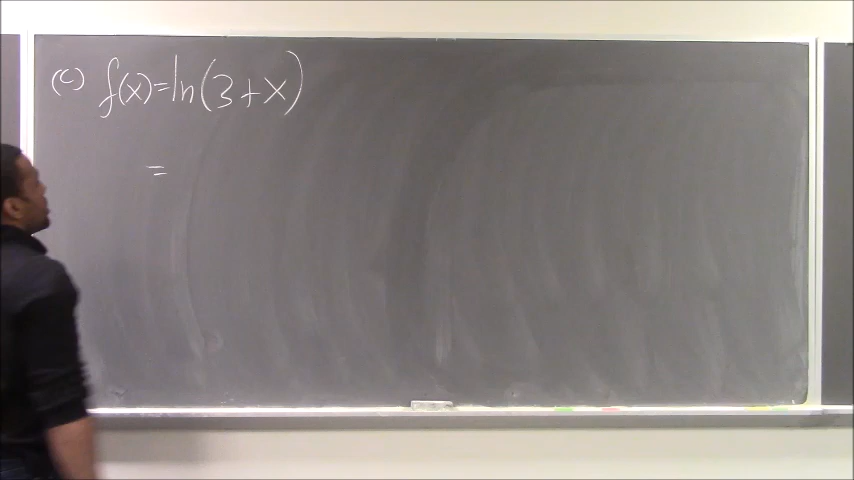 (c) f(x)=ln(3+x)
=